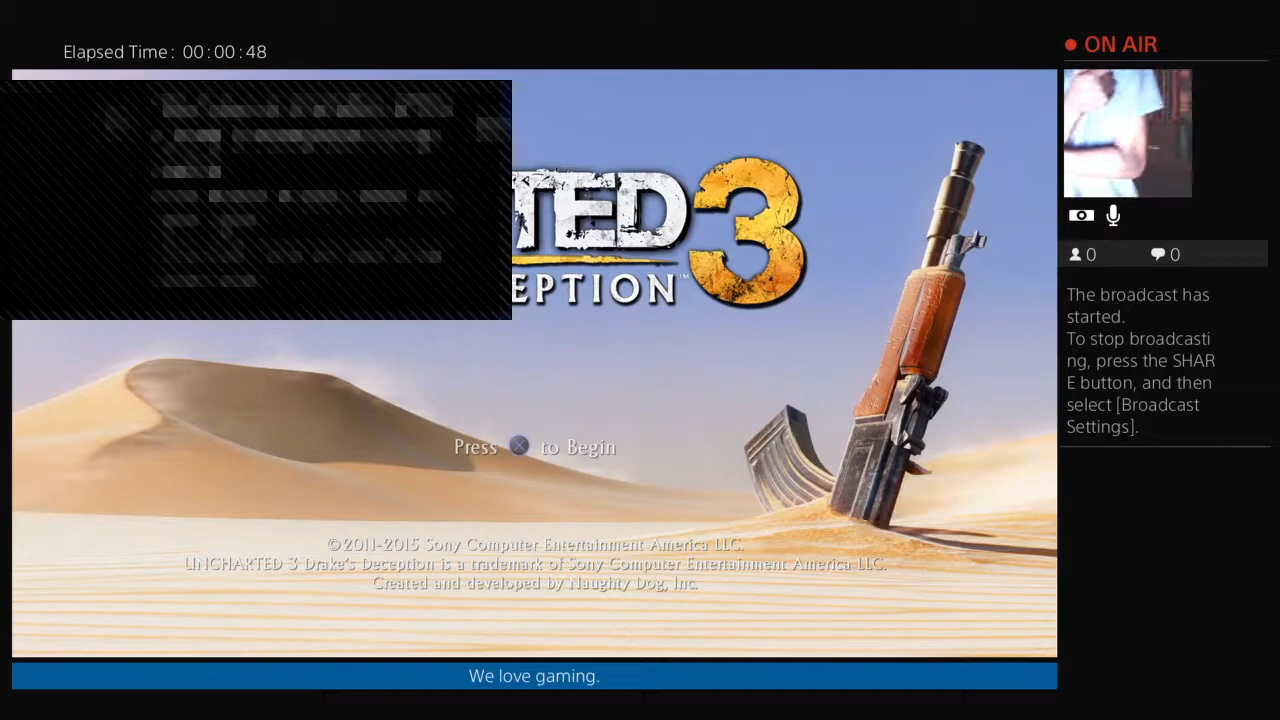 Elapsed Time: 00:00:48
ON AIR
TED 3
EPTION™
0 0
The broadcast has
started.
To stop broadcasti
ng, press the SHAR
E button, and then
select [Broadcast
Settings].
Press ⓧ to Begin
©2011-2015 Sony Computer Entertainment America LLC.
UNCHARTED 3 Drake's Deception is a trademark of Sony Computer Entertainment America LLC.
Created and developed by Naughty Dog, Inc.
We love gaming.